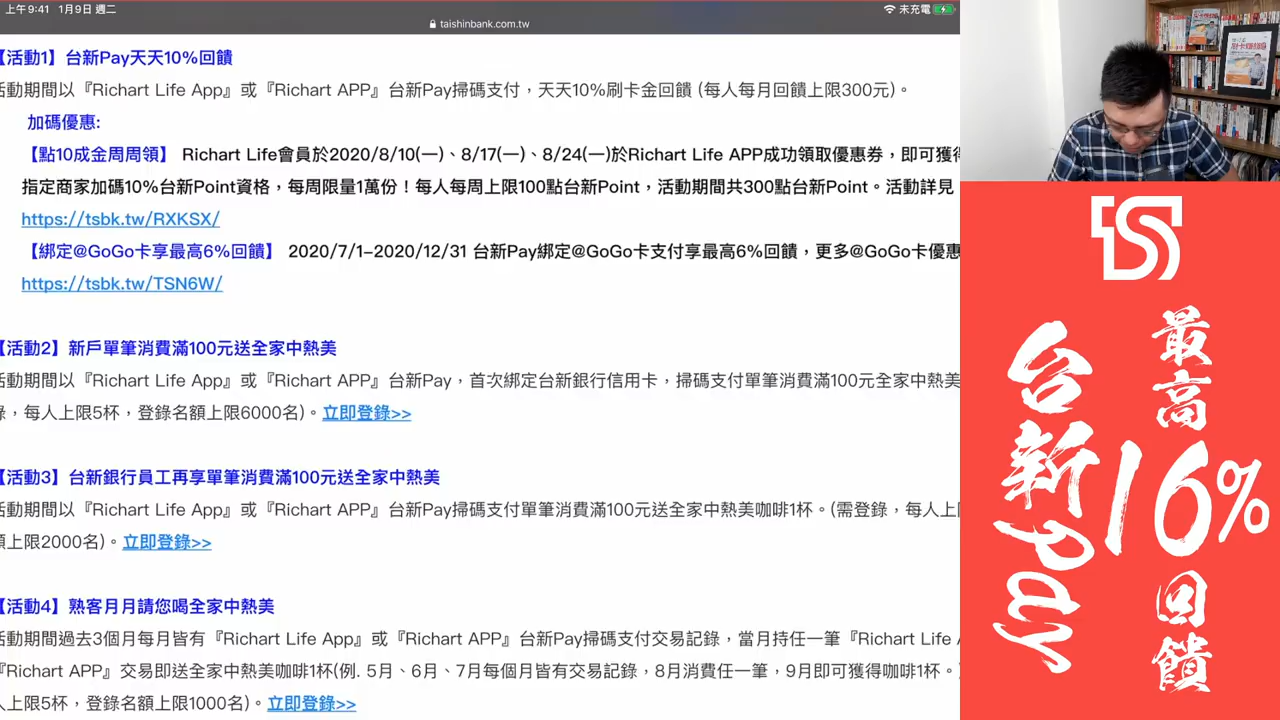 上午9:41 1月9日 週二
未充電
taishinbank.com.tw
【活動1】台新Pay天天10%回饋
活動期間以『Richart Life App』或『Richart APP』台新Pay掃碼支付，天天10%刷卡金回饋 (每人每月回饋上限300元)。
加碼優惠:
【點10成金周周領】 Richart Life會員於2020/8/10(一)、8/17(一)、8/24(一)於Richart Life APP成功領取優惠券，即可獲得
指定商家加碼10%台新Point資格，每周限量1萬份！每人每周上限100點台新Point，活動期間共300點台新Point。活動詳見
https://tsbk.tw/RXKSX/
【綁定@GoGo卡享最高6%回饋】 2020/7/1–2020/12/31 台新Pay綁定@GoGo卡支付享最高6%回饋，更多@GoGo卡優惠
https://tsbk.tw/TSN6W/
【活動2】新戶單筆消費滿100元送全家中熱美
活動期間以『Richart Life App』或『Richart APP』台新Pay，首次綁定台新銀行信用卡，掃碼支付單筆消費滿100元全家中熱美
錄，每人上限5杯，登錄名額上限6000名)。立即登錄>>
【活動3】台新銀行員工再享單筆消費滿100元送全家中熱美
活動期間以『Richart Life App』或『Richart APP』台新Pay掃碼支付單筆消費滿100元送全家中熱美咖啡1杯。(需登錄，每人上限
額上限2000名)。立即登錄>>
【活動4】熟客月月請您喝全家中熱美
活動期間過去3個月每月皆有『Richart Life App』或『Richart APP』台新Pay掃碼支付交易記錄，當月持任一筆『Richart Life A
『Richart APP』交易即送全家中熱美咖啡1杯(例. 5月、6月、7月每個月皆有交易記錄，8月消費任一筆，9月即可獲得咖啡1杯。
人上限5杯，登錄名額上限1000名)。立即登錄>>
台新Pay
最高
16%
回饋